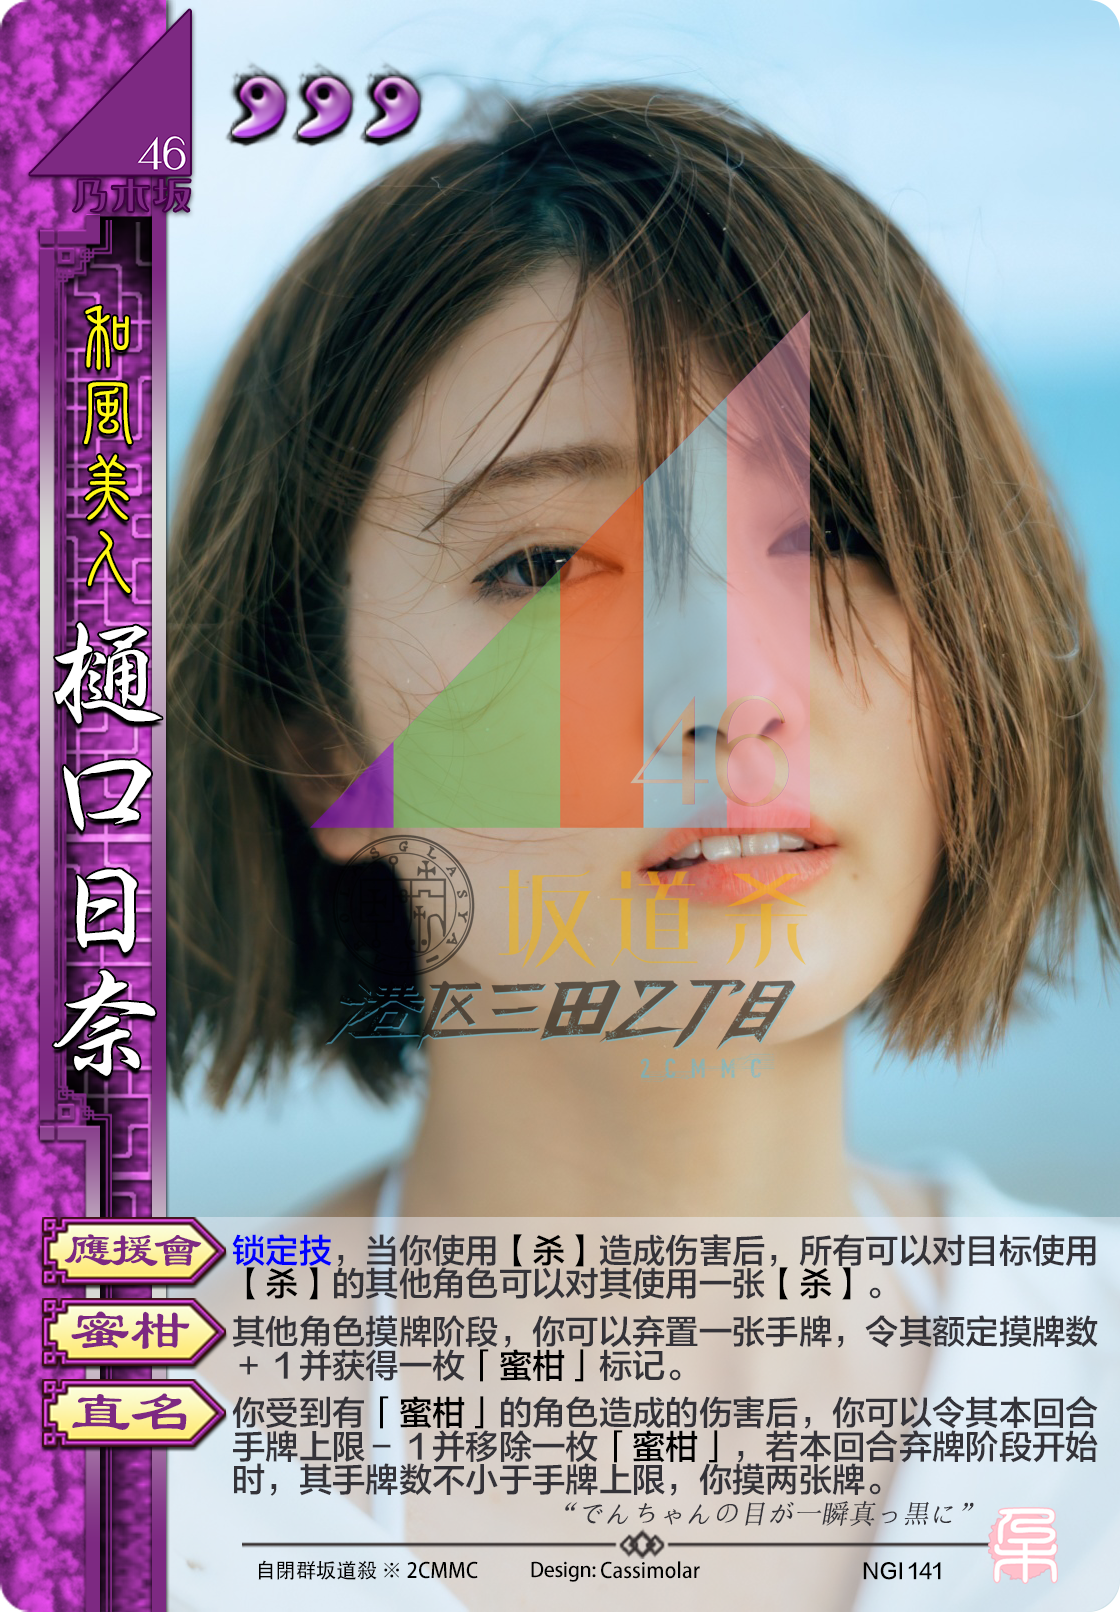 46
乃木坂
和風美人
樋口日奈
46
SGLASYA
坂道杀
港区三田2丁目
2CMMC
應援會
锁定技，当你使用【杀】造成伤害后，所有可以对目标使用
【杀】的其他角色可以对其使用一张【杀】。
蜜柑
其他角色摸牌阶段，你可以弃置一张手牌，令其额定摸牌数
＋１并获得一枚「蜜柑」标记。
真名
你受到有「蜜柑」的角色造成的伤害后，你可以令其本回合
手牌上限－１并移除一枚「蜜柑」，若本回合弃牌阶段开始
时，其手牌数不小于手牌上限，你摸两张牌。
“でんちゃんの目が一瞬真っ黒に”
自閉群坂道殺 ※ 2CMMC Design: Cassimolar NGI 141